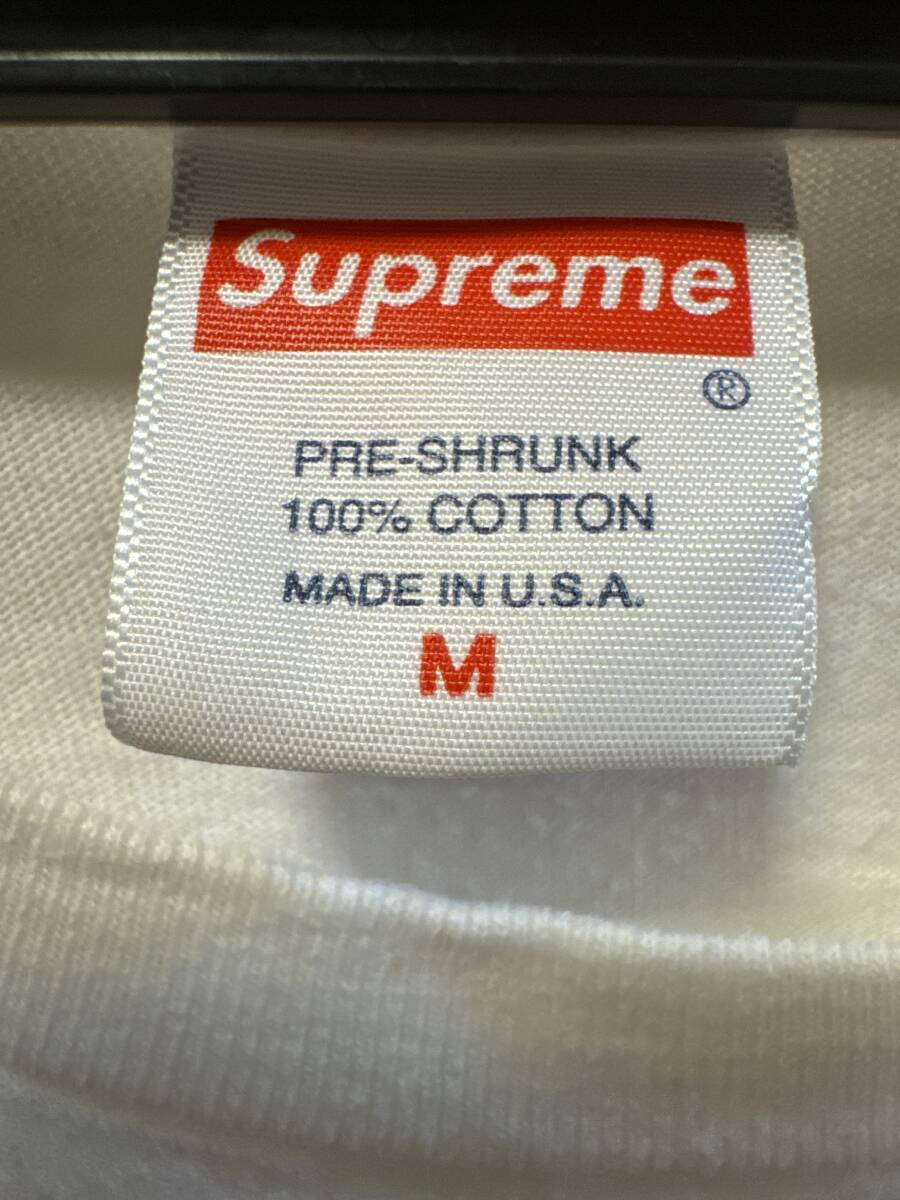 Supreme
®
PRE-SHRUNK
100% COTTON
MADE IN U.S.A.
M